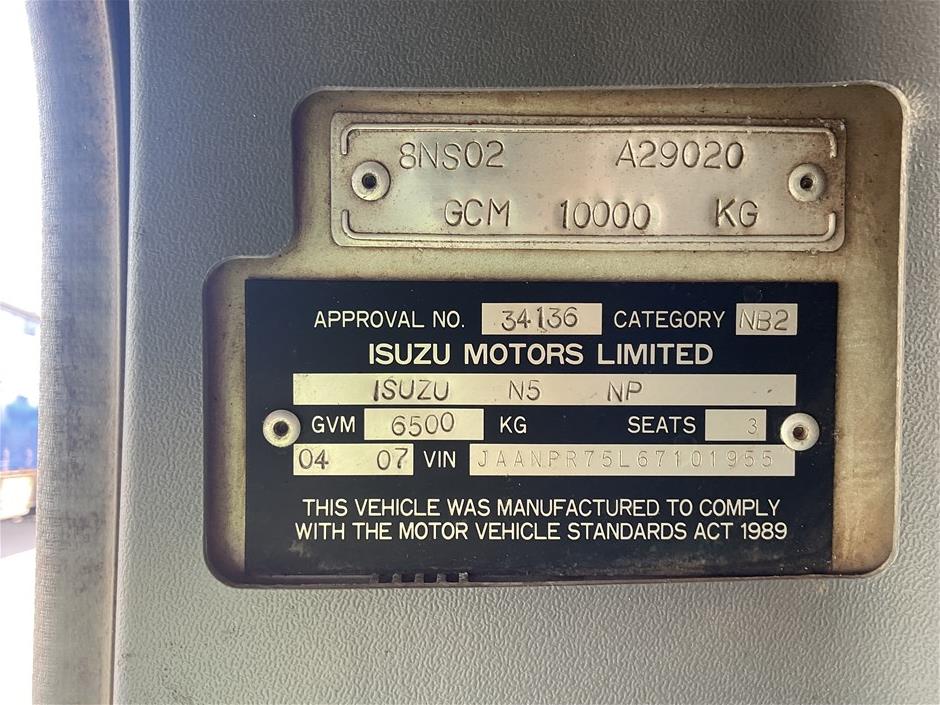 8NS02 A29020
GCM 10000 KG
APPROVAL NO. 34136 CATEGORY NB2
ISUZU MOTORS LIMITED
ISUZU N5 NP
GVM 6500 KG SEATS 3
04 07 VIN JAANPR75L67101955
THIS VEHICLE WAS MANUFACTURED TO COMPLY
WITH THE MOTOR VEHICLE STANDARDS ACT 1989